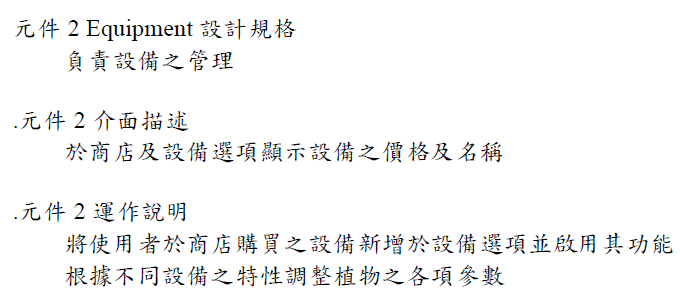 元件 2 Equipment 設計規格
負責設備之管理
.元件 2 介面描述
於商店及設備選項顯示設備之價格及名稱
.元件 2 運作說明
將使用者於商店購買之設備新增於設備選項並啟用其功能
根據不同設備之特性調整植物之各項參數